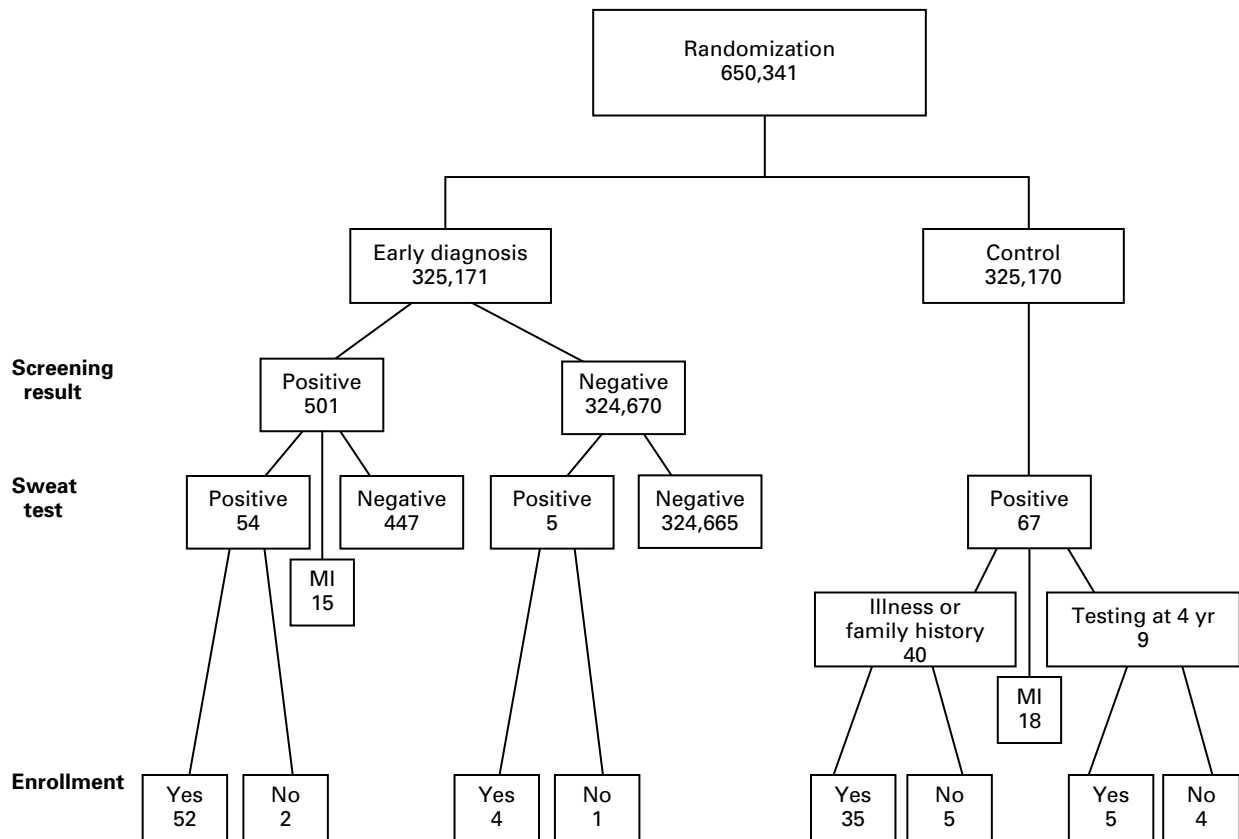 Randomization
650,341
Early diagnosis
325,171
Control
325,170
Screening
result
Positive
501
Negative
324,670
Sweat
test
Positive
54
Negative
447
Positive
5
Negative
324,665
Positive
67
MI
15
Illness or
family history
40
Testing at 4 yr
9
MI
18
Enrollment
Yes
52
No
2
Yes
4
No
1
Yes
35
No
5
Yes
5
No
4